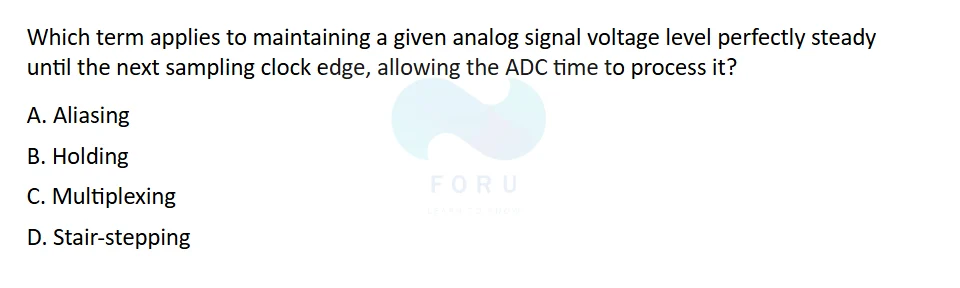 Which term applies to maintaining a given analog signal voltage level perfectly steady
until the next sampling clock edge, allowing the ADC time to process it?
A. Aliasing
B. Holding
C. Multiplexing
D. Stair-stepping
FORU